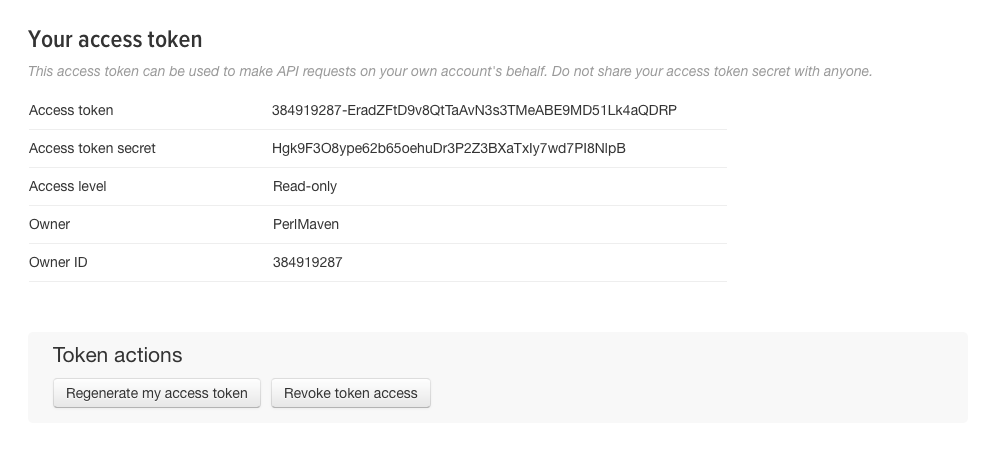 Your access token
This access token can be used to make API requests on your own account's behalf. Do not share your access token secret with anyone.
Access token 384919287-EradZFtD9v8QtTaAvN3s3TMeABE9MD51Lk4aQDRP
Access token secret Hgk9F3O8ype62b65oehuDr3P2Z3BXaTxIy7wd7PI8NlpB
Access level Read-only
Owner PerlMaven
Owner ID 384919287
Token actions
Regenerate my access token Revoke token access